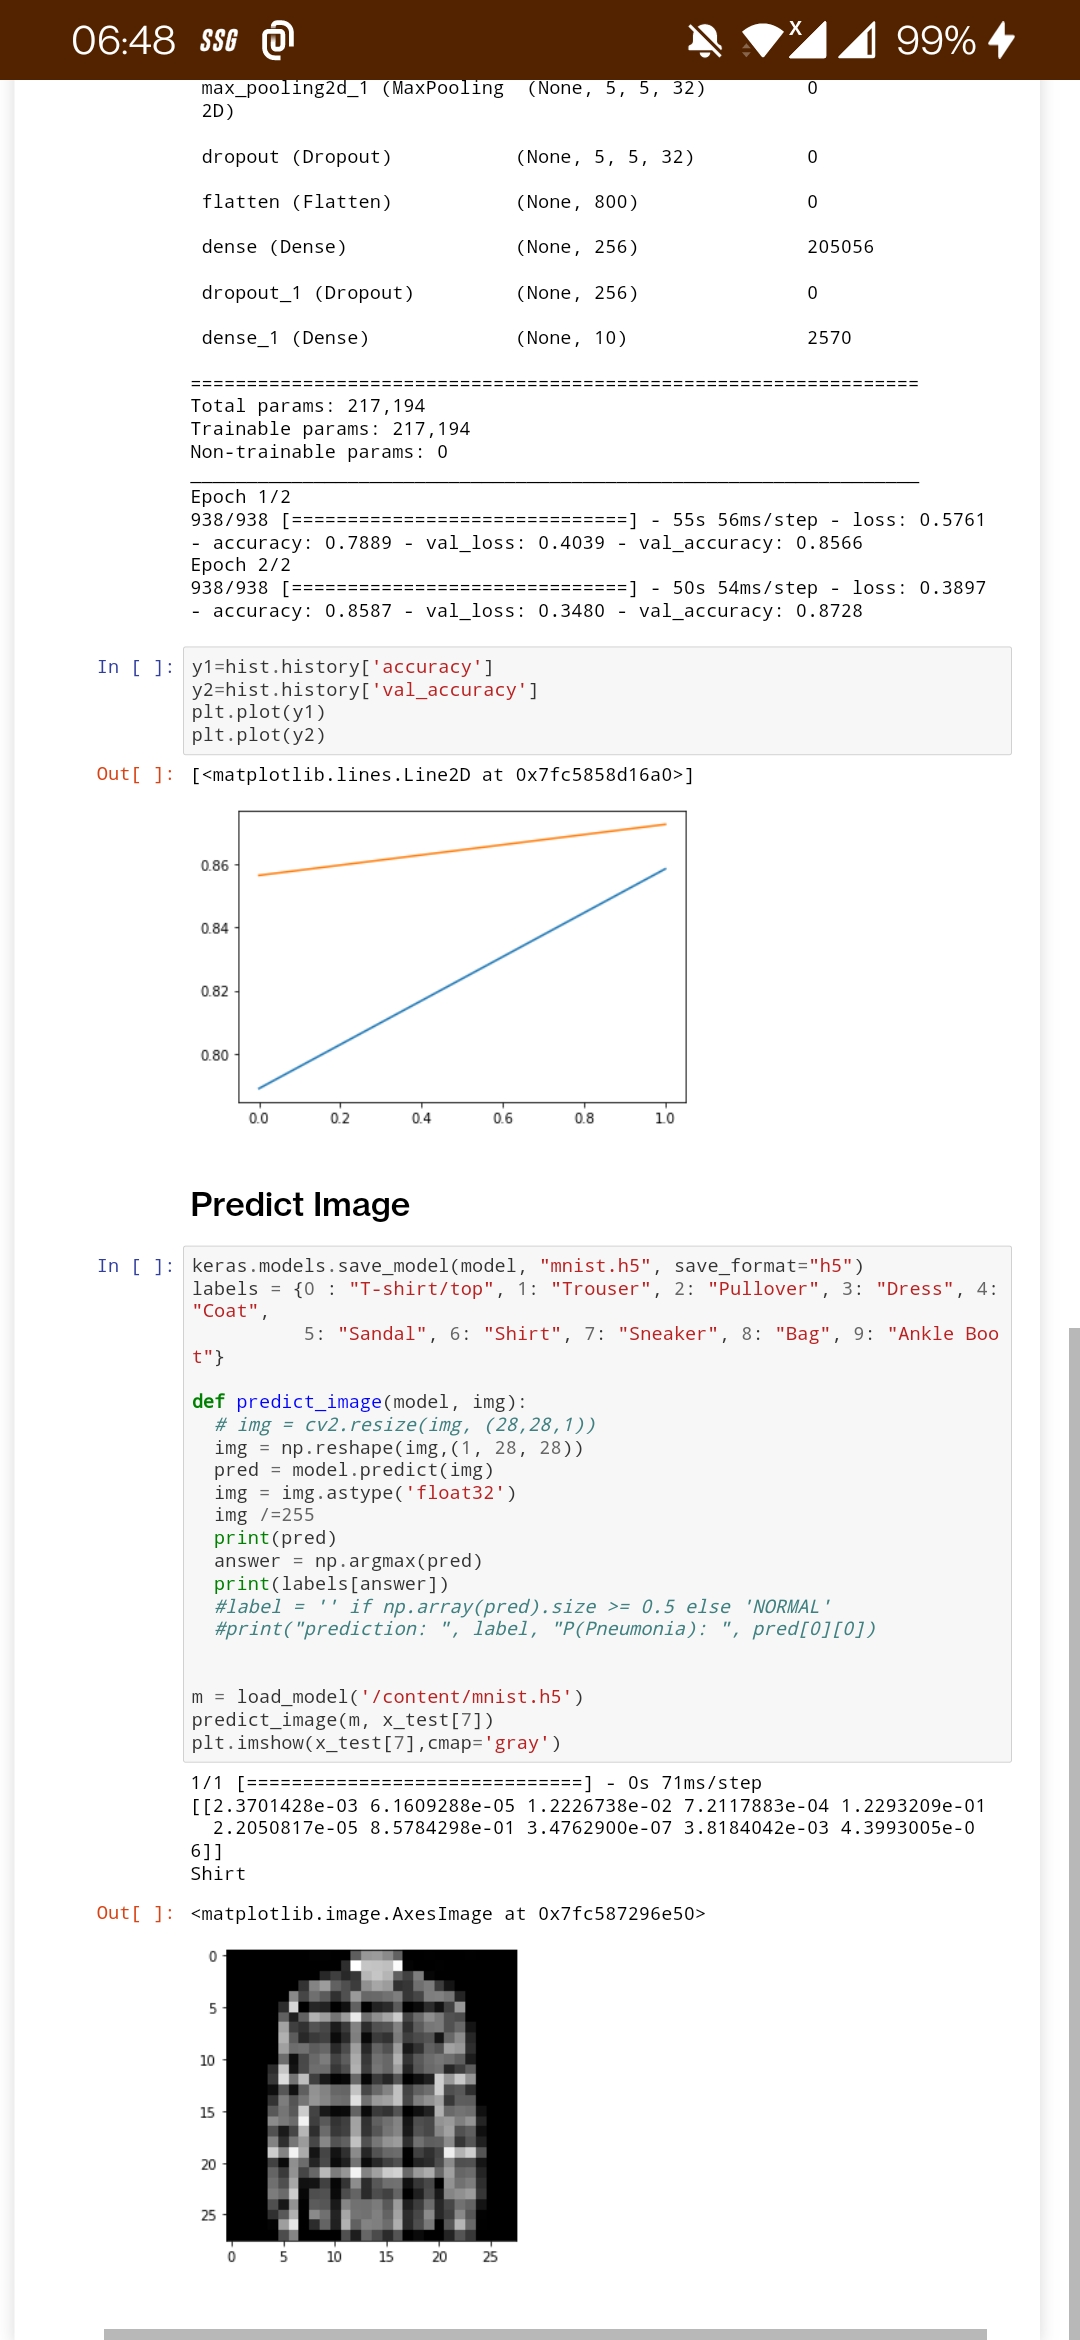 06:48 SSG 99%
max_pooling2d_1 (MaxPooling (None, 5, 5, 32) 0
2D)
dropout (Dropout) (None, 5, 5, 32) 0
flatten (Flatten) (None, 800) 0
dense (Dense) (None, 256) 205056
dropout_1 (Dropout) (None, 256) 0
dense_1 (Dense) (None, 10) 2570
=================================================================
Total params: 217,194
Trainable params: 217,194
Non-trainable params: 0
_________________________________________________________________
Epoch 1/2
938/938 [==============================] - 55s 56ms/step - loss: 0.5761
- accuracy: 0.7889 - val_loss: 0.4039 - val_accuracy: 0.8566
Epoch 2/2
938/938 [==============================] - 50s 54ms/step - loss: 0.3897
- accuracy: 0.8587 - val_loss: 0.3480 - val_accuracy: 0.8728
In [ ]: y1=hist.history['accuracy']
y2=hist.history['val_accuracy']
plt.plot(y1)
plt.plot(y2)
Out[ ]: [<matplotlib.lines.Line2D at 0x7fc5858d16a0>]
0.86
0.84
0.82
0.80
0.0 0.2 0.4 0.6 0.8 1.0
Predict Image
In [ ]: keras.models.save_model(model, "mnist.h5", save_format="h5")
labels = {0 : "T-shirt/top", 1: "Trouser", 2: "Pullover", 3: "Dress", 4:
"Coat",
5: "Sandal", 6: "Shirt", 7: "Sneaker", 8: "Bag", 9: "Ankle Boo
t"}
def predict_image(model, img):
# img = cv2.resize(img, (28,28,1))
img = np.reshape(img,(1, 28, 28))
pred = model.predict(img)
img = img.astype('float32')
img /=255
print(pred)
answer = np.argmax(pred)
print(labels[answer])
#label = '' if np.array(pred).size >= 0.5 else 'NORMAL'
#print("prediction: ", label, "P(Pneumonia): ", pred[0][0])
m = load_model('/content/mnist.h5')
predict_image(m, x_test[7])
plt.imshow(x_test[7],cmap='gray')
1/1 [==============================] - 0s 71ms/step
[[2.3701428e-03 6.1609288e-05 1.2226738e-02 7.2117883e-04 1.2293209e-01
2.2050817e-05 8.5784298e-01 3.4762900e-07 3.8184042e-03 4.3993005e-0
6]]
Shirt
Out[ ]: <matplotlib.image.AxesImage at 0x7fc587296e50>
0
5
10
15
20
25
0 5 10 15 20 25